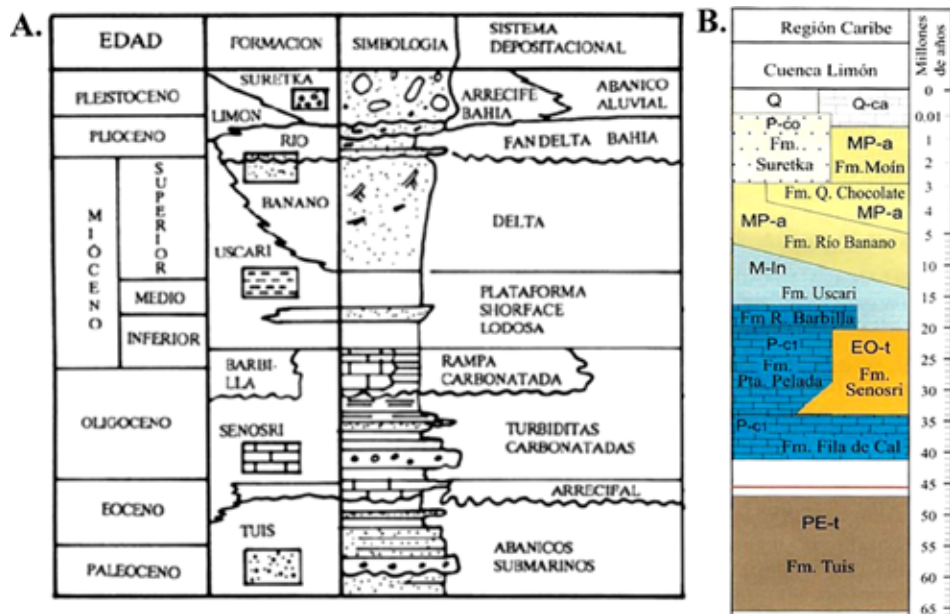 A.
EDAD
FORMACION
SIMBOLOGIA
SISTEMA
DEPOSITACIONAL
PLEISTOCENO
SURETKA
ARRECIFE
BAHIA
ABANICO
ALUVIAL
LIMON
PLIOCENO
RIO
FAN DELTA BAHIA
MIÓCENO
SUPERIOR
BANANO
DELTA
USCARI
MEDIO
PLATAFORMA
SHORFACE
LODOSA
INFERIOR
BARBI-
LLA
RAMPA
CARBONATADA
OLIGOCENO
SENOSRI
TURBIDITAS
CARBONATADAS
EOCENO
ARRECIFAL
TUIS
PALEOCENO
ABANICOS
SUBMARINOS
B.
Región Caribe
Cuenca Limón
Millones
de años
Q
Q-ca
0
0.01
P-co
Fm.
Suretka
MP-a
Fm. Moín
1
2
3
Fm. Q. Chocolate
MP-a
4
5
MP-a
Fm. Río Banano
10
M-ln
Fm. Uscari
15
Fm R. Barbilla
20
P-c1
Fm.
Pta. Pelada
EO-t
Fm.
Senosri
25
30
35
P-c1
Fm. Fila de Cal
40
45
50
PE-t
Fm. Tuis
55
60
65